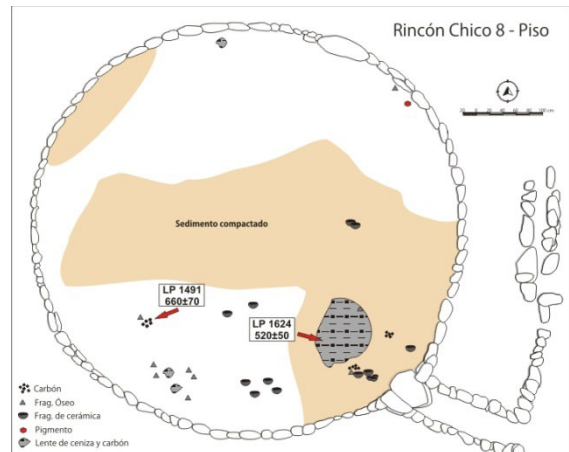 Rincón Chico 8 - Piso
Sedimento compactado
LP 1491
660±70
LP 1624
520±50
Carbón
Frag. Óseo
Frag. de cerámica
Pigmento
Lente de ceniza y carbón